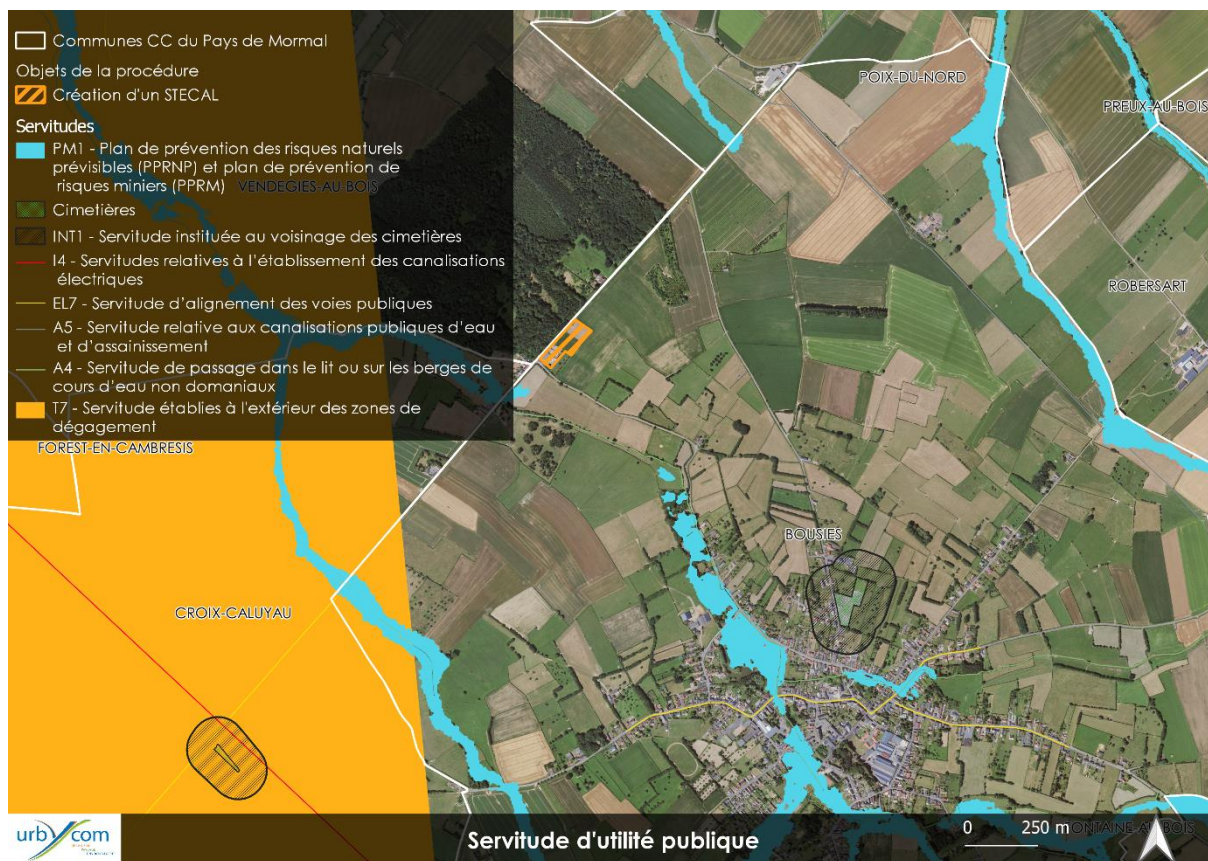 Communes CC du Pays de Mormal
Objets de la procédure
Création d'un STECAL
Servitudes
PM1 - Plan de prévention des risques naturels
prévisibles (PPRNP) et plan de prévention de
risques miniers (PPRM)
VENDEGIES-AU-BOIS
Cimetières
INT1 - Servitude instituée au voisinage des cimetières
I4 - Servitudes relatives à l'établissement des canalisations
électriques
EL7 - Servitude d'alignement des voies publiques
A5 - Servitude relative aux canalisations publiques d'eau
et d'assainissement
A4 - Servitude de passage dans le lit ou sur les berges de
cours d'eau non domaniaux
T7 - Servitude établies à l'extérieur des zones de
dégagement
POIX-DU-NORD
PREUX-AU-BOIS
ROBERSART
FOREST-EN-CAMBRESIS
BOUSIES
CROIX-CALUYAU
urbycom
Servitude d'utilité publique
0 250 m
FONTAINE-AU-BOIS